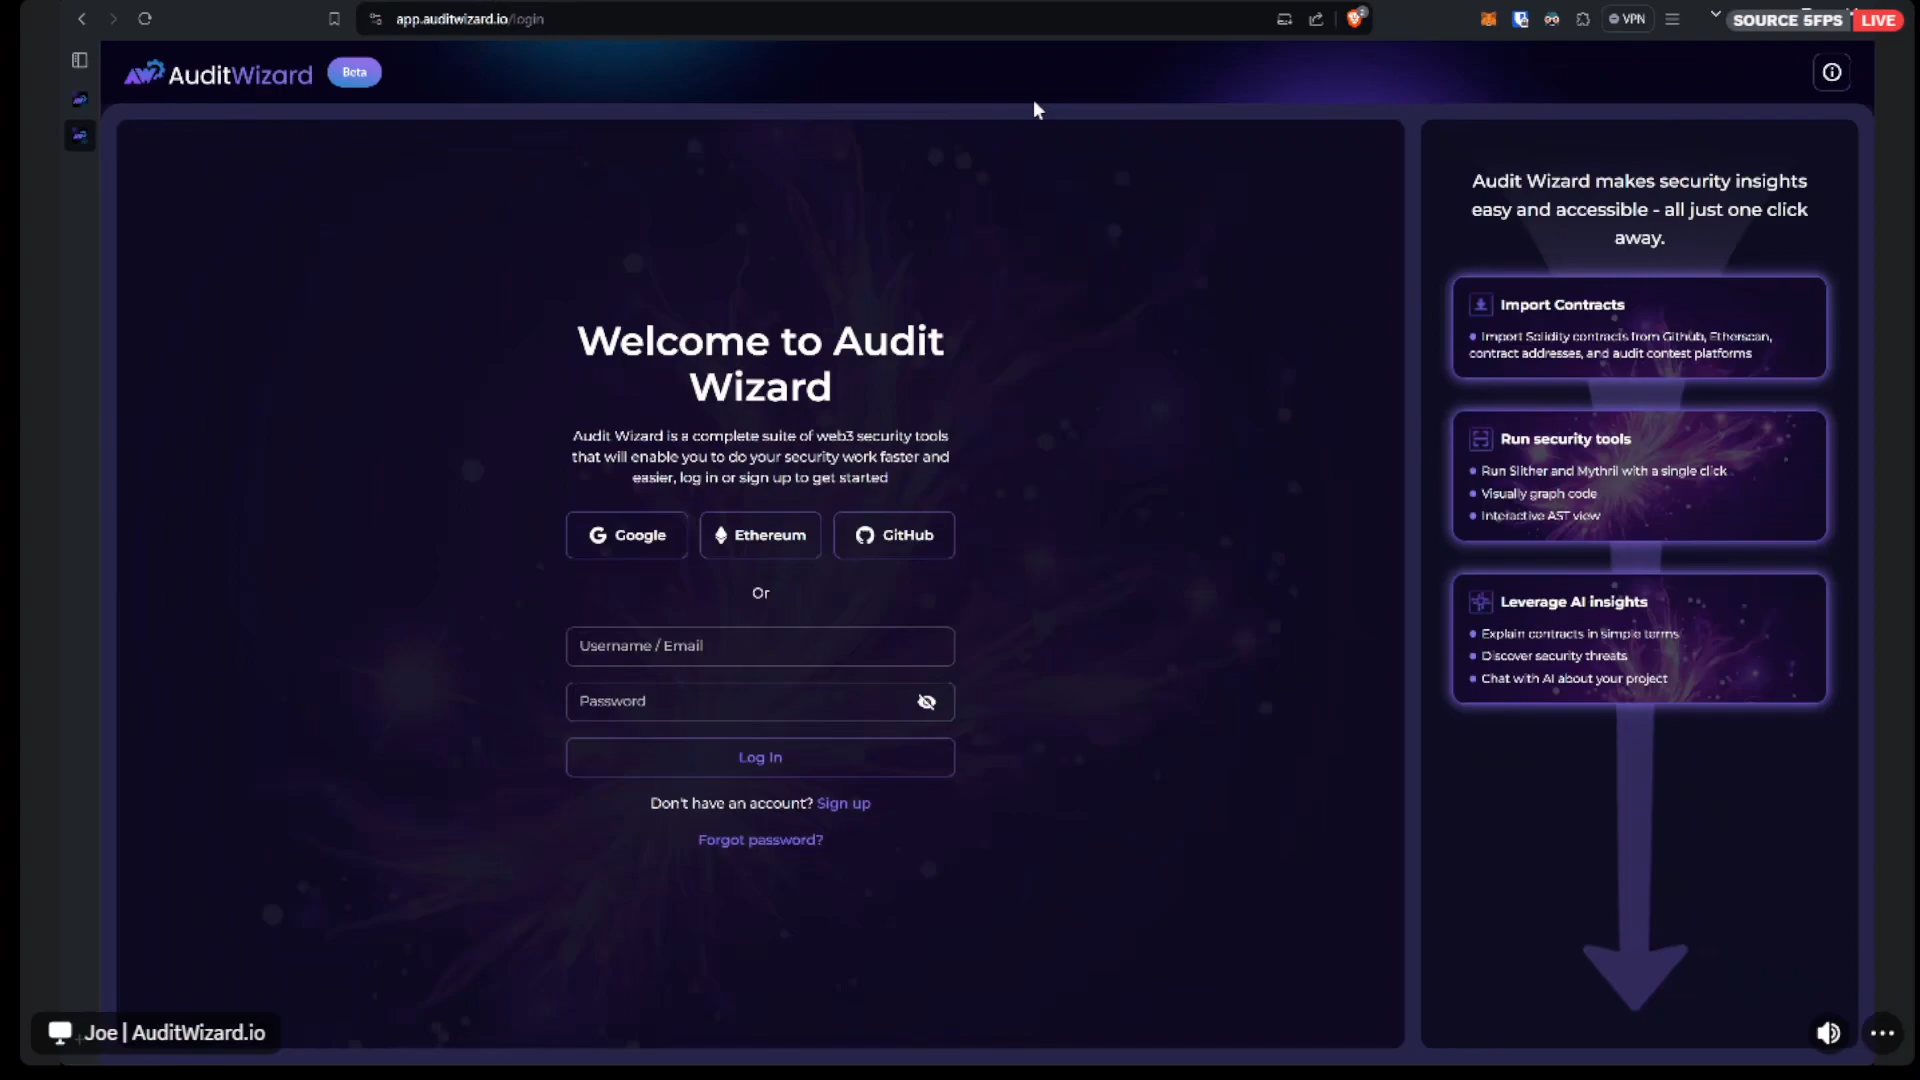 app.auditwizard.io/login
2
VPN
SOURCE 5FPS
LIVE
AuditWizard
Beta
Welcome to Audit
Wizard
Audit Wizard is a complete suite of web3 security tools
that will enable you to do your security work faster and
easier, log in or sign up to get started
Google
Ethereum
GitHub
Or
Username / Email
Password
Log In
Don't have an account? Sign up
Forgot password?
Audit Wizard makes security insights
easy and accessible - all just one click
away.
Import Contracts
• Import Solidity contracts from Github, Etherscan,
contract addresses, and audit contest platforms
Run security tools
• Run Slither and Mythril with a single click
• Visually graph code
• Interactive AST view
Leverage AI insights
• Explain contracts in simple terms
• Discover security threats
• Chat with AI about your project
Joe | AuditWizard.io